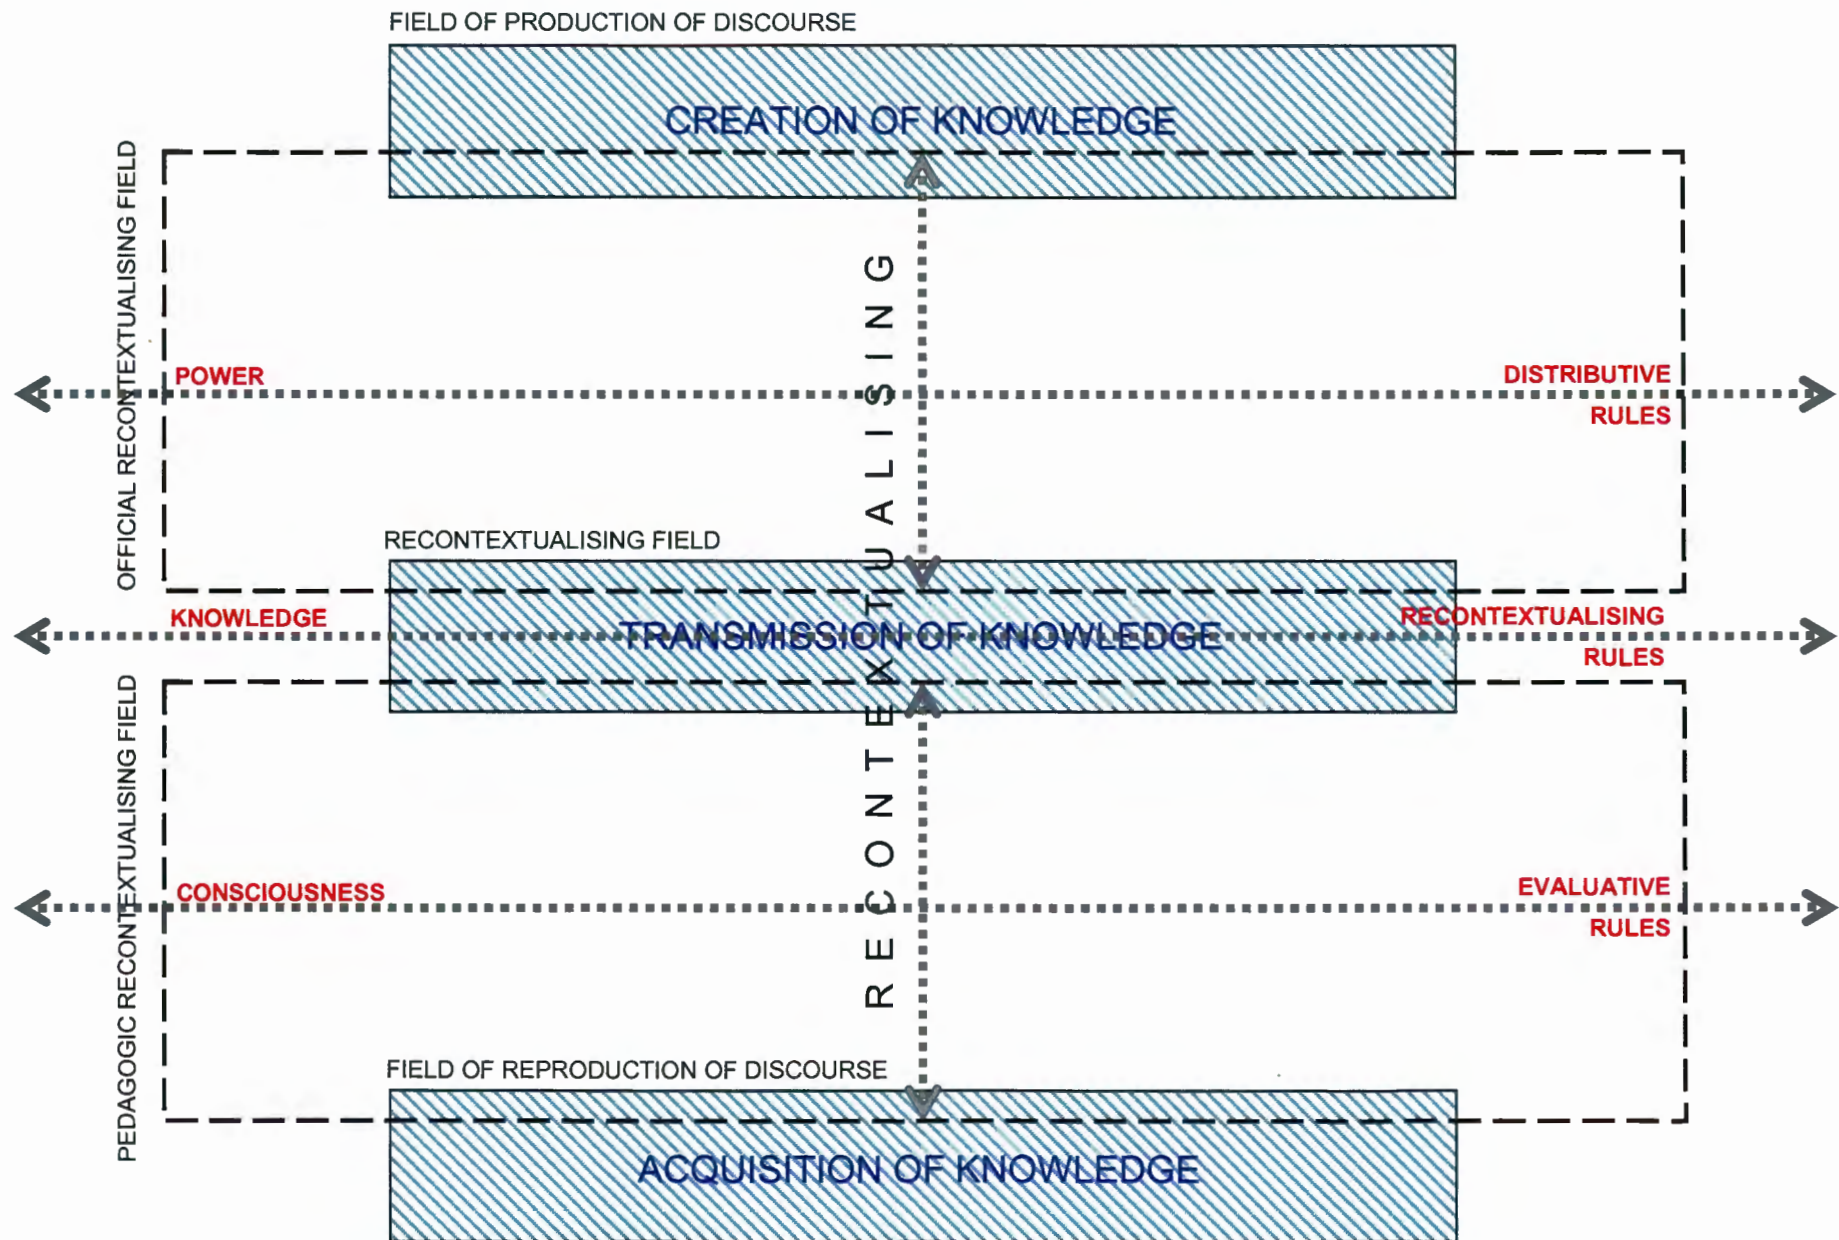 FIELD OF PRODUCTION OF DISCOURSE
CREATION OF KNOWLEDGE
OFFICIAL RECONTEXTUALISING FIELD
RECONTEXTUALISING
POWER
DISTRIBUTIVE
RULES
RECONTEXTUALISING FIELD
KNOWLEDGE
TRANSMISSION OF KNOWLEDGE
RECONTEXTUALISING
RULES
PEDAGOGIC RECONTEXTUALISING FIELD
CONSCIOUSNESS
EVALUATIVE
RULES
FIELD OF REPRODUCTION OF DISCOURSE
ACQUISITION OF KNOWLEDGE